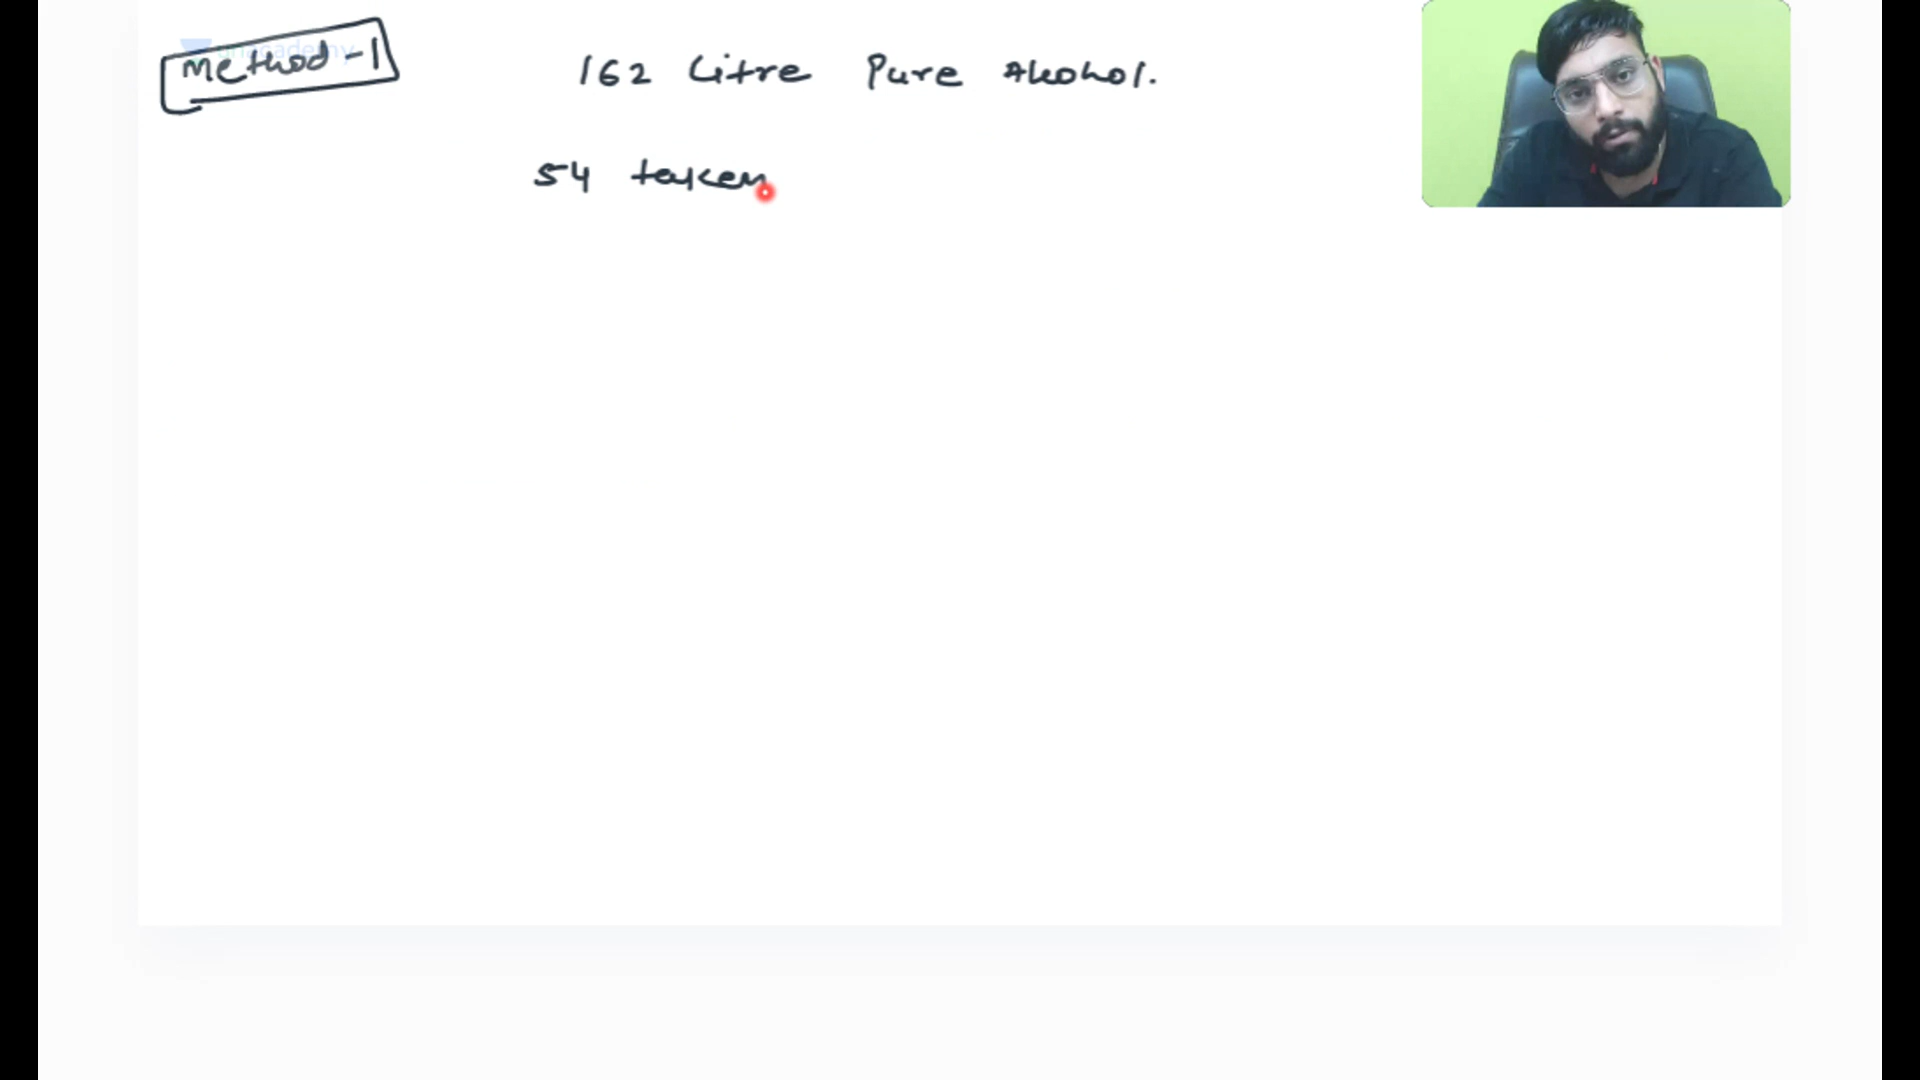 Method-1
162 Litre Pure Alcohol.
54 taken